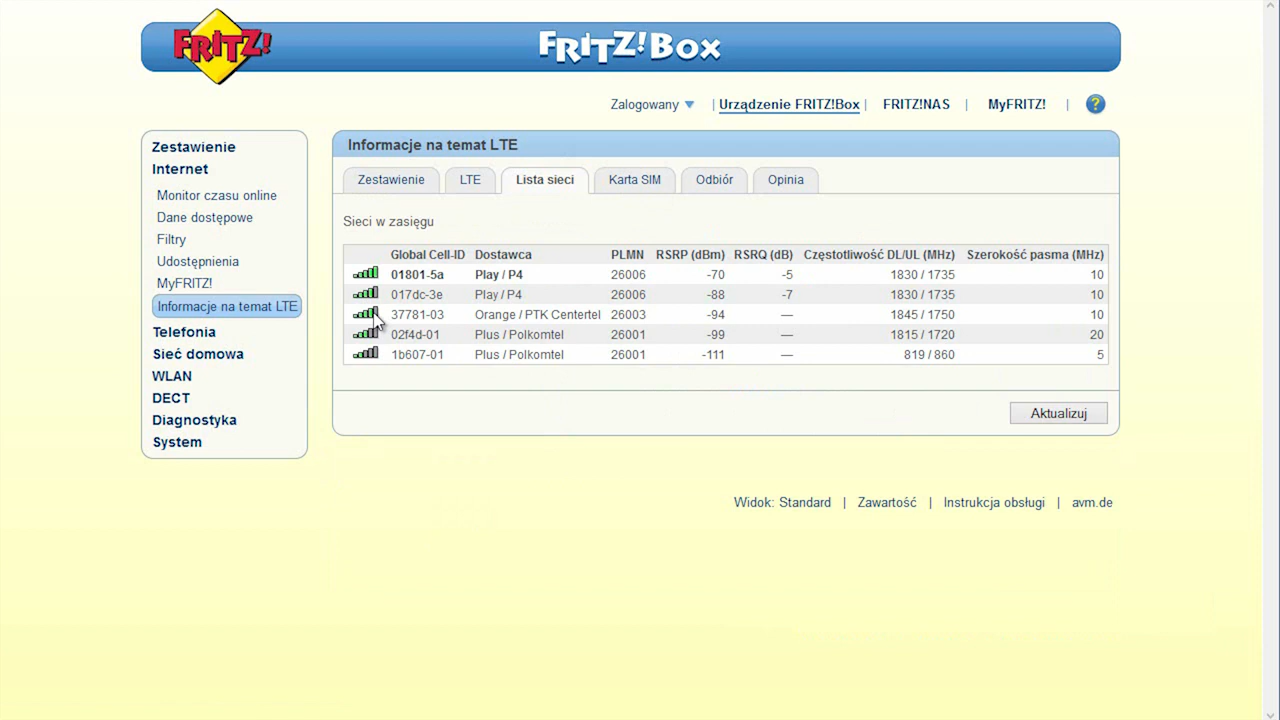 FRITZ!
FRITZ!Box
Zalogowany | Urządzenie FRITZ!Box | FRITZ!NAS | MyFRITZ! | ?
Zestawienie
Internet
Monitor czasu online
Dane dostępowe
Filtry
Udostępnienia
MyFRITZ!
Informacje na temat LTE
Telefonia
Sieć domowa
WLAN
DECT
Diagnostyka
System
Informacje na temat LTE
Zestawienie LTE Lista sieci Karta SIM Odbiór Opinia
Sieci w zasięgu
Global Cell-ID Dostawca PLMN RSRP (dBm) RSRQ (dB) Częstotliwość DL/UL (MHz) Szerokość pasma (MHz)
01801-5a Play / P4 26006 -70 -5 1830 / 1735 10
017dc-3e Play / P4 26006 -88 -7 1830 / 1735 10
37781-03 Orange / PTK Centertel 26003 -94 — 1845 / 1750 10
02f4d-01 Plus / Polkomtel 26001 -99 — 1815 / 1720 20
1b607-01 Plus / Polkomtel 26001 -111 — 819 / 860 5
Aktualizuj
Widok: Standard | Zawartość | Instrukcja obsługi | avm.de